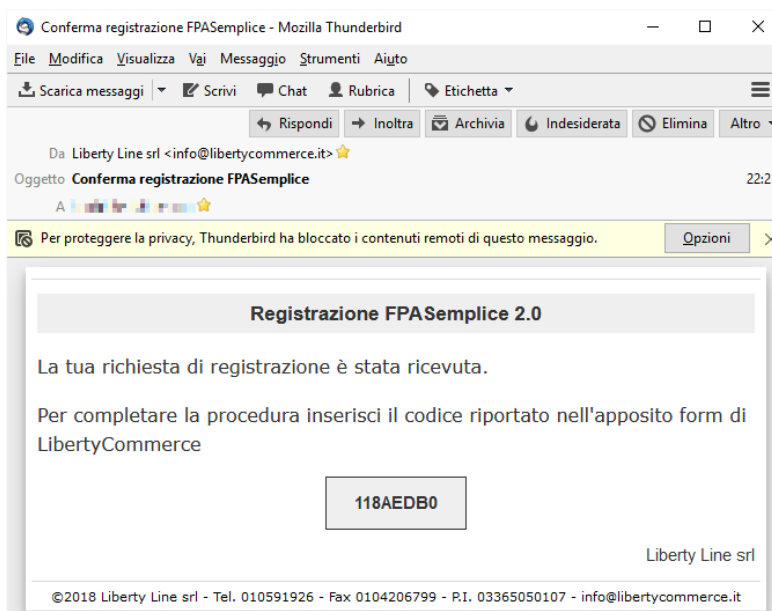 Conferma registrazione FPASemplice - Mozilla Thunderbird
File Modifica Visualizza Vai Messaggio Strumenti Aiuto
Scarica messaggi Scrivi Chat Rubrica Etichetta
Rispondi Inoltra Archivia Indesiderata Elimina Altro
Da Liberty Line srl <info@libertycommerce.it>
Oggetto Conferma registrazione FPASemplice 22:2
A
Per proteggere la privacy, Thunderbird ha bloccato i contenuti remoti di questo messaggio. Opzioni
Registrazione FPASemplice 2.0
La tua richiesta di registrazione è stata ricevuta.
Per completare la procedura inserisci il codice riportato nell'apposito form di
LibertyCommerce
118AEDB0
Liberty Line srl
©2018 Liberty Line srl - Tel. 010591926 - Fax 0104206799 - P.I. 03365050107 - info@libertycommerce.it